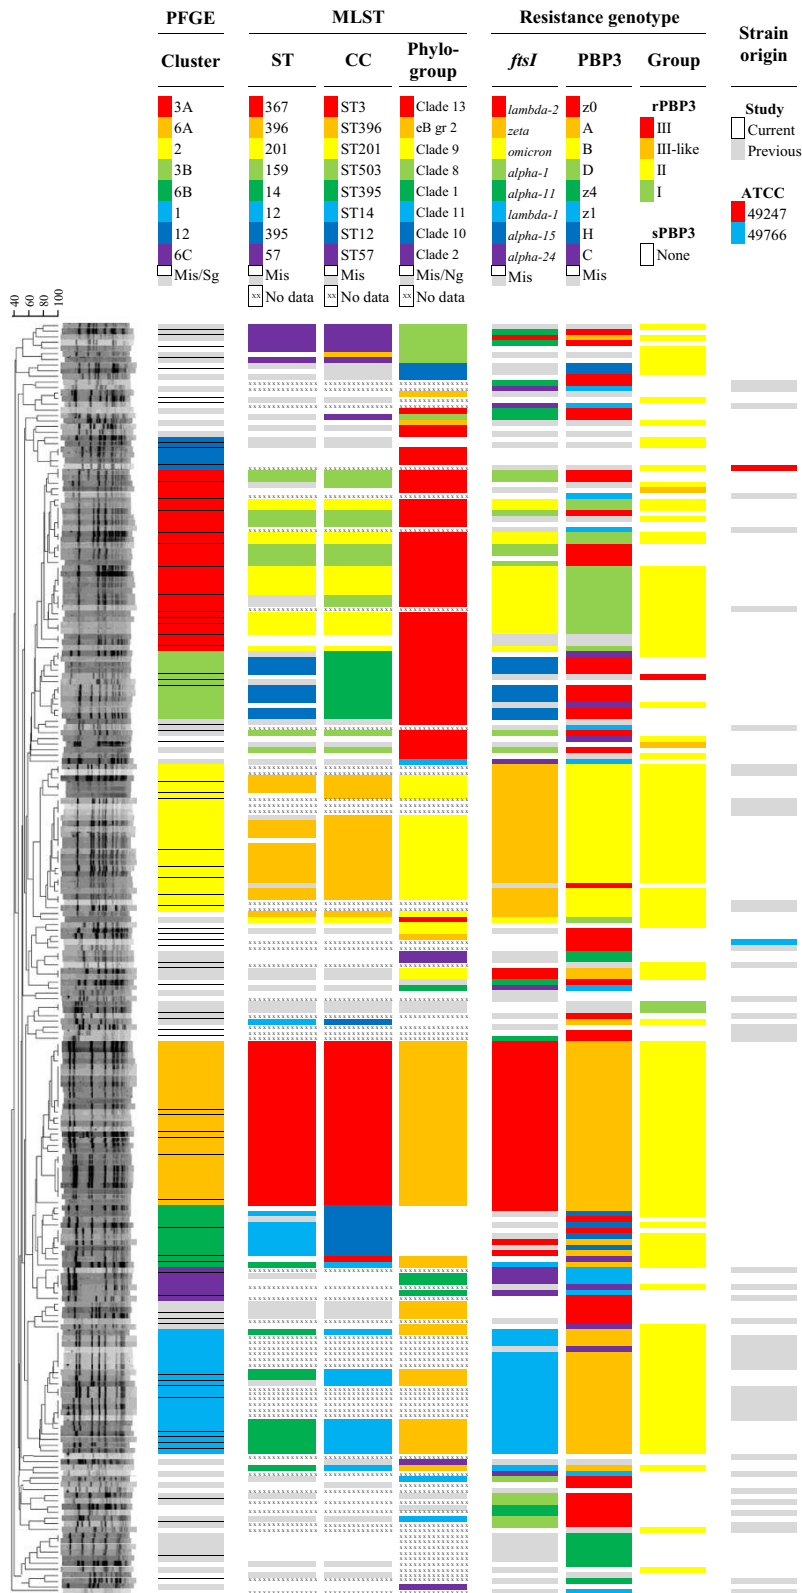 PFGE MLST Resistance genotype Strain origin
Cluster ST CC Phylo-group ftsI PBP3 Group
3A 367 ST3 Clade 13 lambda-2 z0 rPBP3 Study
6A 396 ST396 eB gr 2 zeta A III Current
2 201 ST201 Clade 9 omicron B III-like Previous
3B 159 ST503 Clade 8 alpha-1 D II
6B 14 ST395 Clade 1 alpha-11 z4 I ATCC
1 12 ST14 Clade 11 lambda-1 z1 49247
12 395 ST12 Clade 10 alpha-15 H sPBP3 49766
6C 57 ST57 Clade 2 alpha-24 C None
Mis/Sg Mis Mis Mis/Ng Mis Mis
xx No data xx No data xx No data
40 60 80 100